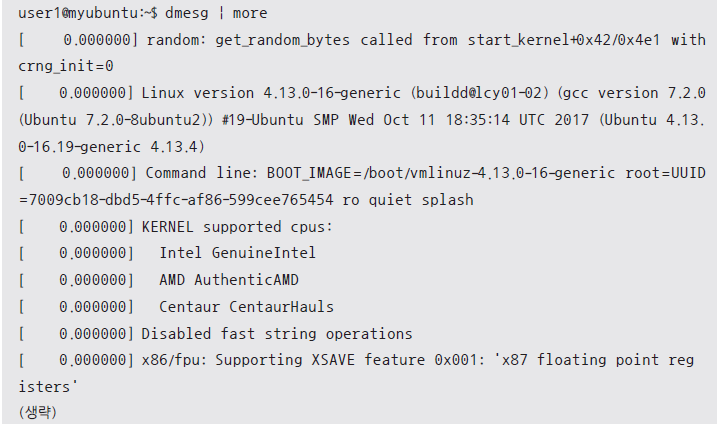 user1@myubuntu:~$ dmesg | more
[    0.000000] random: get_random_bytes called from start_kernel+0x42/0x4e1 with
crng_init=0
[    0.000000] Linux version 4.13.0-16-generic (buildd@lcy01-02) (gcc version 7.2.0
(Ubuntu 7.2.0-8ubuntu2)) #19-Ubuntu SMP Wed Oct 11 18:35:14 UTC 2017 (Ubuntu 4.13.
0-16.19-generic 4.13.4)
[    0.000000] Command line: BOOT_IMAGE=/boot/vmlinuz-4.13.0-16-generic root=UUID
=7009cb18-dbd5-4ffc-af86-599cee765454 ro quiet splash
[    0.000000] KERNEL supported cpus:
[    0.000000]   Intel GenuineIntel
[    0.000000]   AMD AuthenticAMD
[    0.000000]   Centaur CentaurHauls
[    0.000000] Disabled fast string operations
[    0.000000] x86/fpu: Supporting XSAVE feature 0x001: 'x87 floating point reg
isters'
(생략)